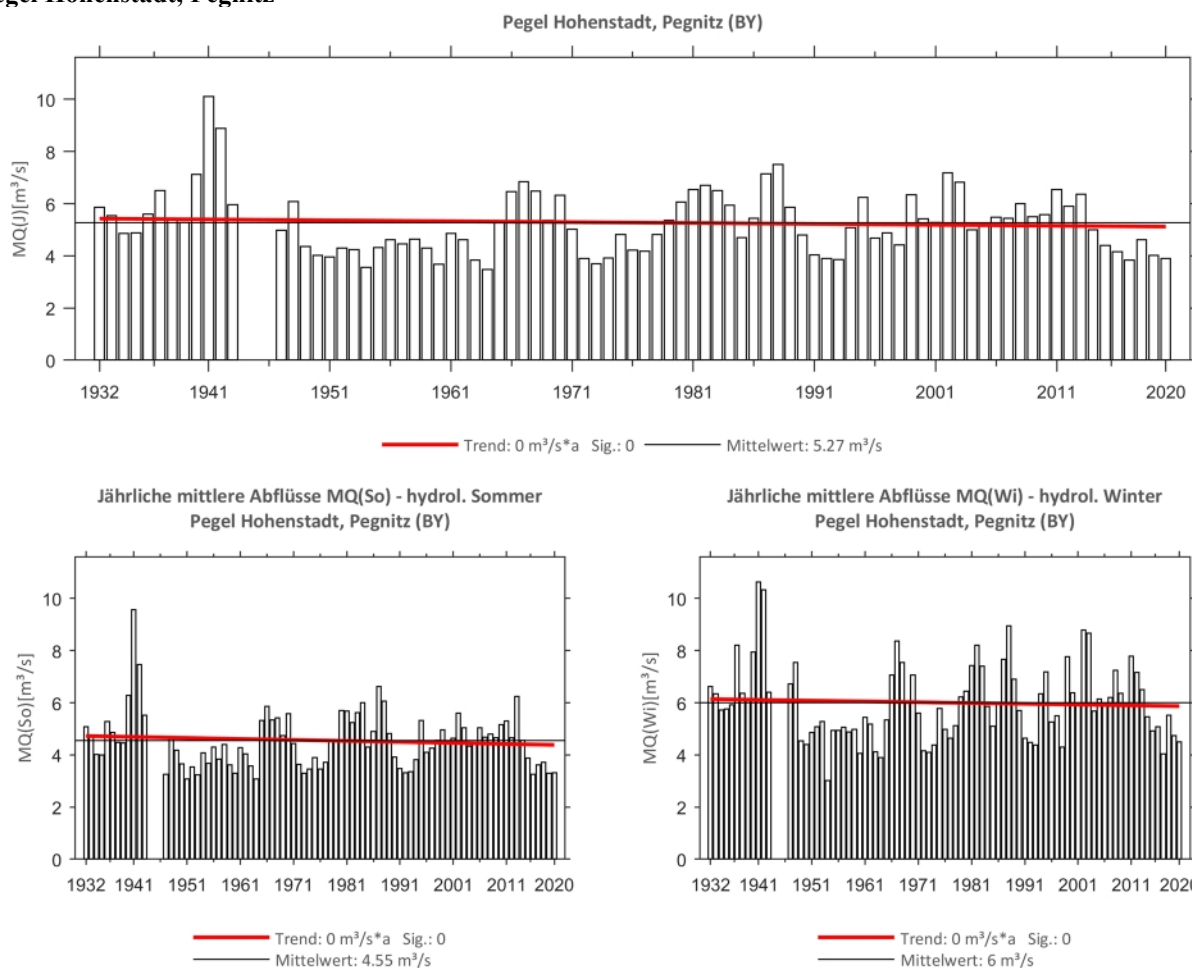 Pegel Hohenstadt, Pegnitz
Pegel Hohenstadt, Pegnitz (BY)
MQ(J)[m³/s]
10
8
6
4
2
0
1932 1941 1951 1961 1971 1981 1991 2001 2011 2020
Trend: 0 m³/s*a Sig.: 0 Mittelwert: 5.27 m³/s
Jährliche mittlere Abflüsse MQ(So) - hydrol. Sommer
Pegel Hohenstadt, Pegnitz (BY)
MQ(So)[m³/s]
10
8
6
4
2
0
1932 1941 1951 1961 1971 1981 1991 2001 2011 2020
Trend: 0 m³/s*a Sig.: 0
Mittelwert: 4.55 m³/s
Jährliche mittlere Abflüsse MQ(Wi) - hydrol. Winter
Pegel Hohenstadt, Pegnitz (BY)
MQ(Wi)[m³/s]
10
8
6
4
2
0
1932 1941 1951 1961 1971 1981 1991 2001 2011 2020
Trend: 0 m³/s*a Sig.: 0
Mittelwert: 6 m³/s